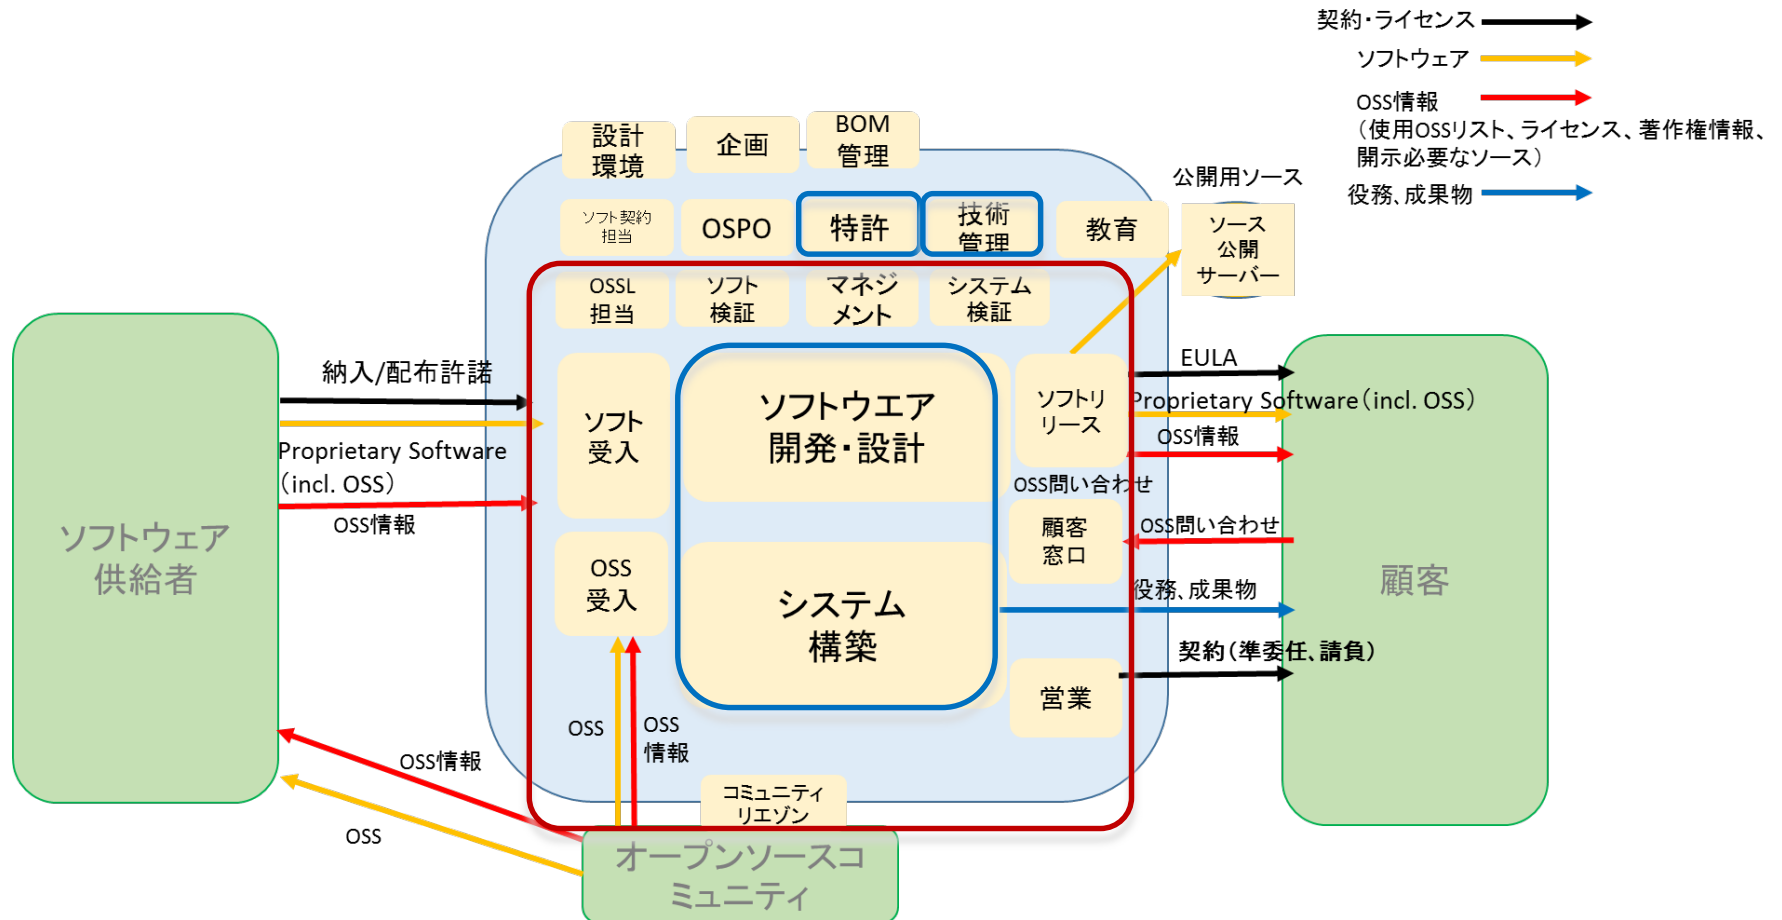 契約・ライセンス
ソフトウェア
OSS情報
（使用OSSリスト、ライセンス、著作権情報、
開示必要なソース）
役務、成果物
設計
環境
企画
BOM
管理
公開用ソース
ソフト契約
担当
OSPO
特許
技術
管理
教育
ソース
公開
サーバー
OSSL
担当
ソフト
検証
マネジ
メント
システム
検証
納入/配布許諾
Proprietary Software
（incl. OSS）
OSS情報
ソフトウェア
供給者
ソフト
受入
ソフトウエア
開発・設計
ソフトリ
リース
EULA
Proprietary Software（incl. OSS）
OSS情報
OSS問い合わせ
顧客
窓口
OSS問い合わせ
顧客
OSS
受入
システム
構築
役務、成果物
契約（準委任、請負）
営業
OSS
OSS
情報
OSS情報
OSS
コミュニティ
リエゾン
オープンソースコ
ミュニティ